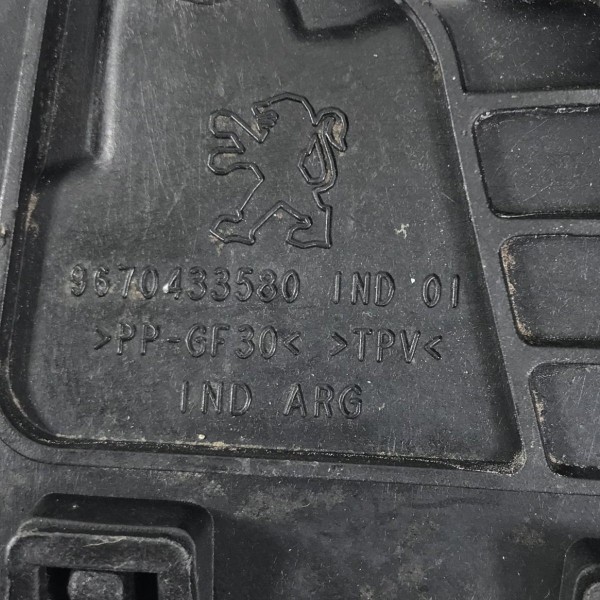 9670433580 IND 01
>PP-GF30< >TPV<
IND ARG